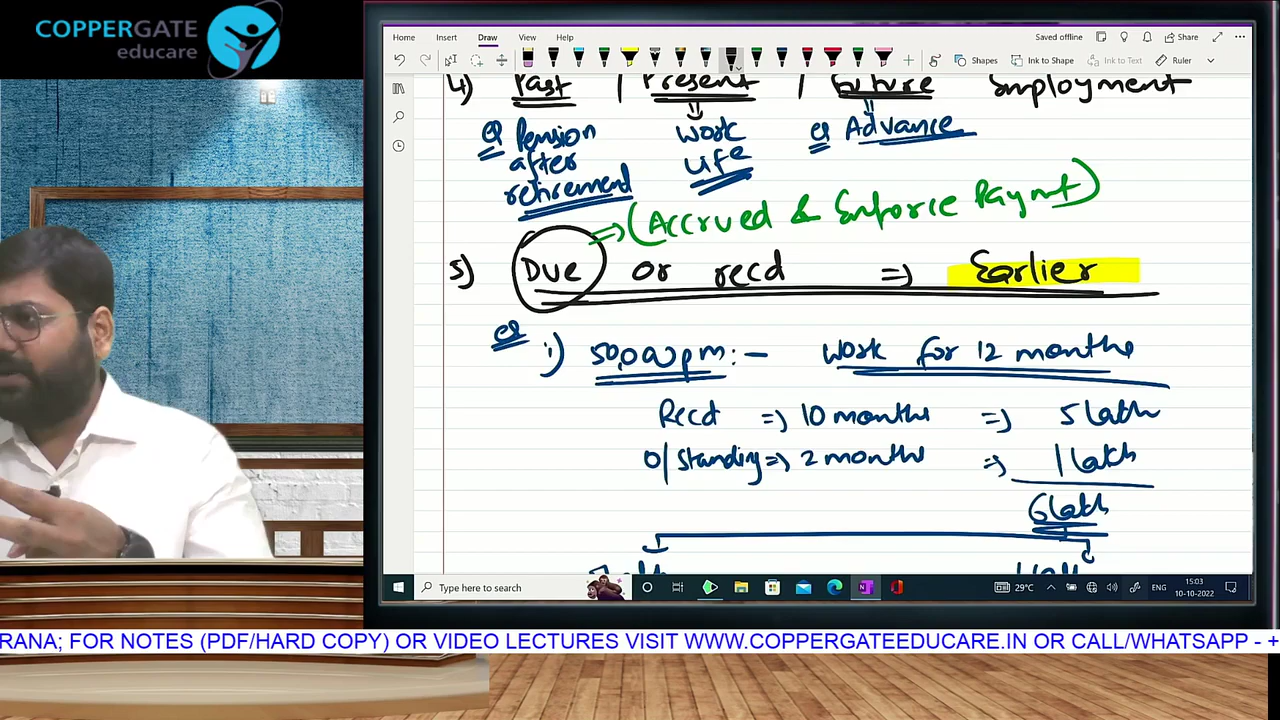 COPPERGATE
educare
Home Insert Draw View Help
Saved offline
Share
Shapes
Ink to Shape
Ink to Text
Ruler
4) Past / Present / Future Employment
eg Pension after retirement
work life
eg Advance
=> (Accrued & Enforce Paymt)
5) Due or recd => Earlier
eg i) 50,000 pm :- work for 12 months
Recd => 10 months => 5 lakh
O/standing => 2 months => 1 lakh
6 lakh
Type here to search
29°C
ENG
15:03
10-10-2022
RANA; FOR NOTES (PDF/HARD COPY) OR VIDEO LECTURES VISIT WWW.COPPERGATEEDUCARE.IN OR CALL/WHATSAPP - +